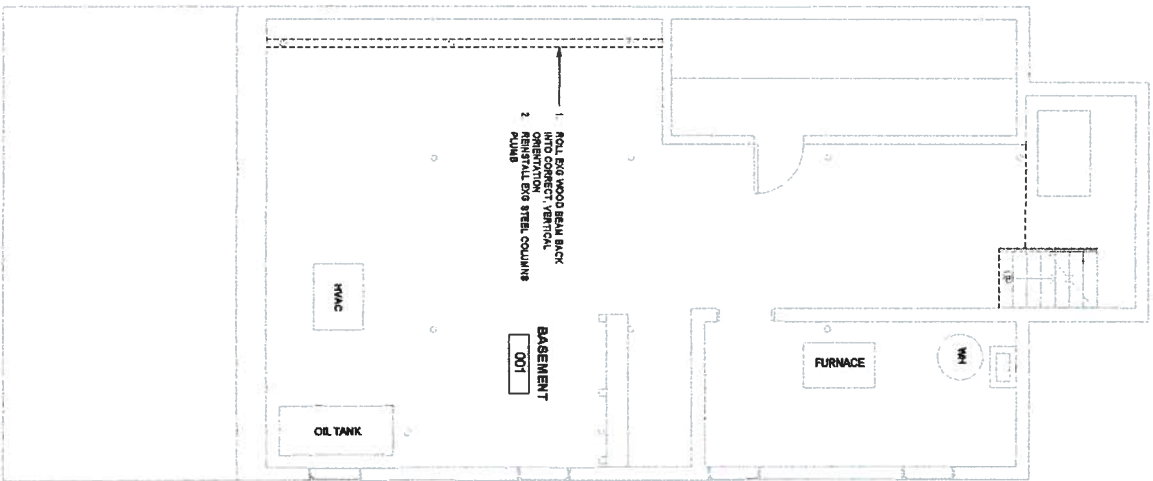 1. ROLL EXG WOOD BEAM BACK
INTO CORRECT, VERTICAL
ORIENTATION
2. REINSTALL EXG STEEL COLUMNS
PLUMB
HVAC
BASEMENT
001
OIL TANK
FURNACE
WH